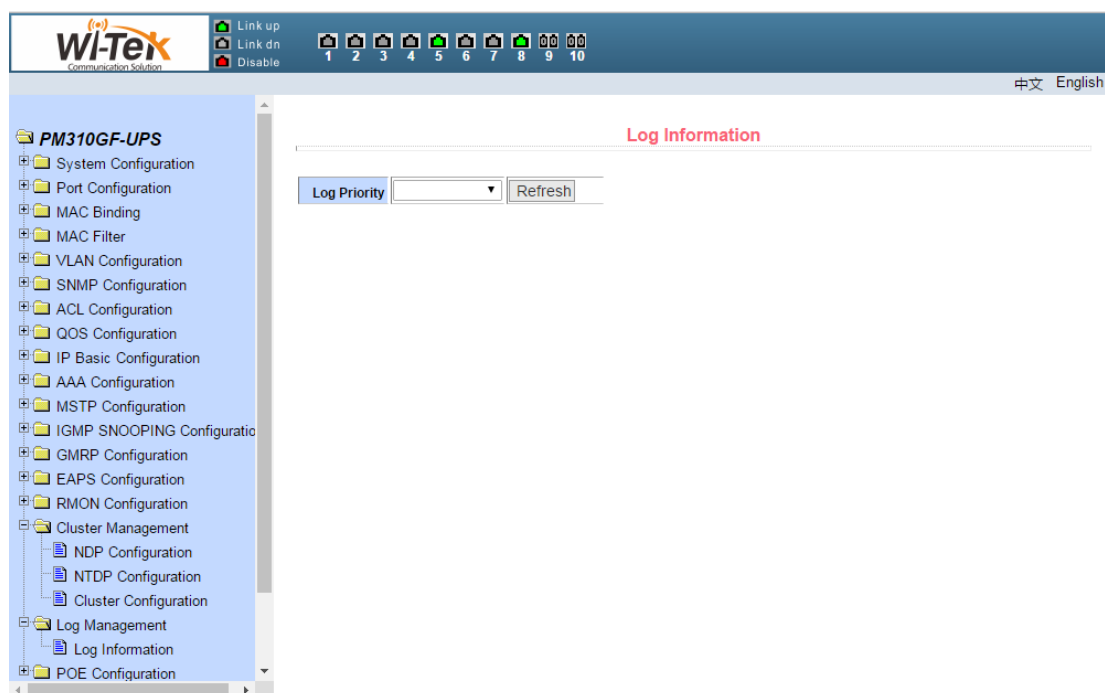 Wi-Tek
Communication Solution
Link up
Link dn
Disable
1 2 3 4 5 6 7 8 9 10
中文 English
PM310GF-UPS
System Configuration
Port Configuration
MAC Binding
MAC Filter
VLAN Configuration
SNMP Configuration
ACL Configuration
QOS Configuration
IP Basic Configuration
AAA Configuration
MSTP Configuration
IGMP SNOOPING Configuratio
GMRP Configuration
EAPS Configuration
RMON Configuration
Cluster Management
NDP Configuration
NTDP Configuration
Cluster Configuration
Log Management
Log Information
POE Configuration
Log Information
Log Priority Refresh